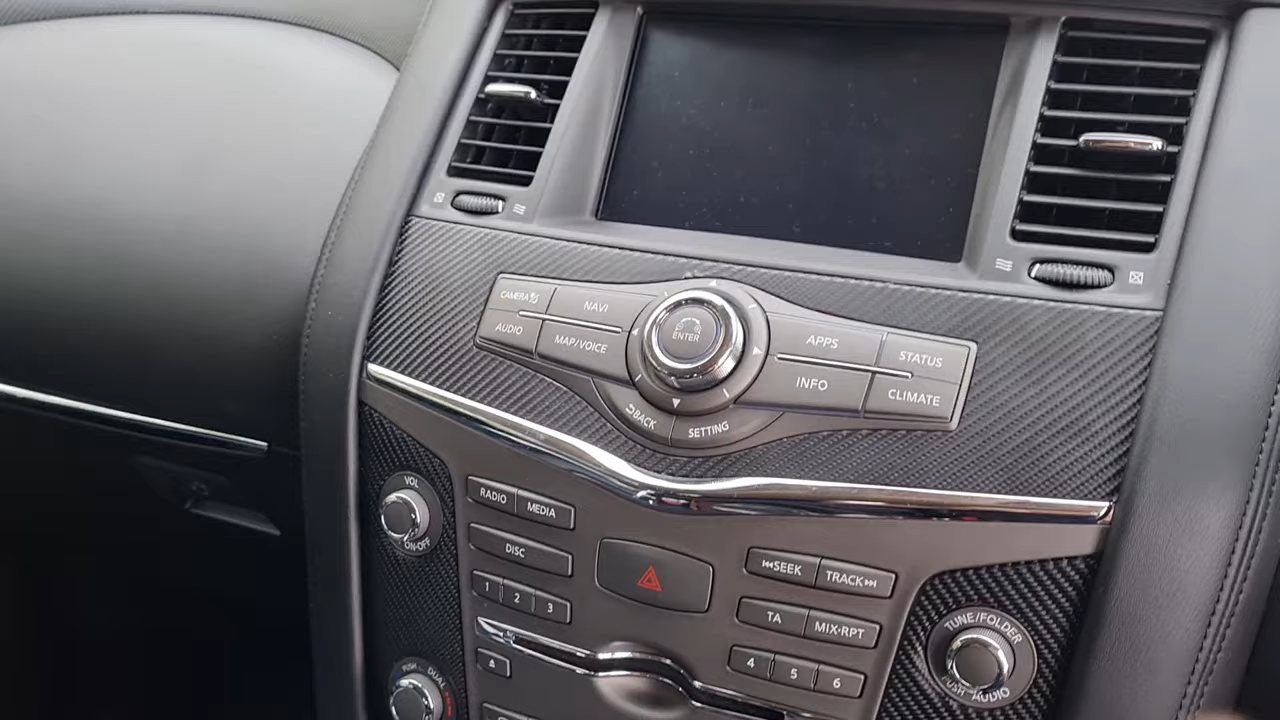 CAMERA
NAVI
AUDIO
MAP/VOICE
ENTER
APPS
STATUS
INFO
CLIMATE
BACK
SETTING
VOL
ON·OFF
RADIO
MEDIA
DISC
1
2
3
SEEK
TRACK
TA
MIX·RPT
4
5
6
TUNE/FOLDER
PUSH AUDIO
PUSH
DUAL